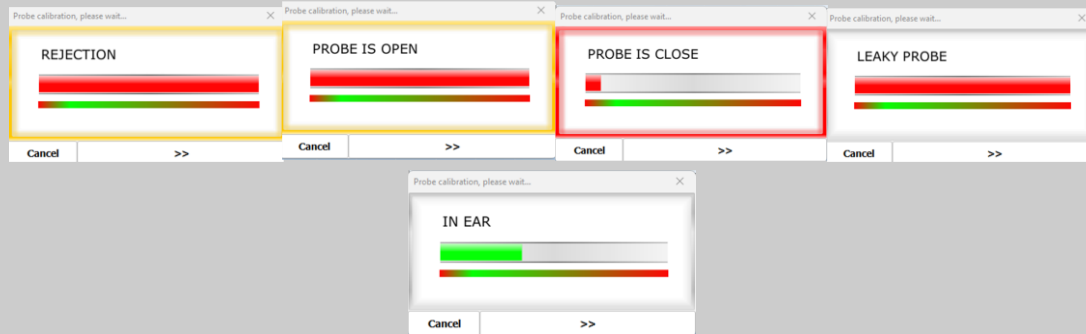 Probe calibration, please wait...
REJECTION
Cancel >>
Probe calibration, please wait...
PROBE IS OPEN
Cancel >>
Probe calibration, please wait...
PROBE IS CLOSE
Cancel >>
Probe calibration, please wait...
LEAKY PROBE
Cancel >>
Probe calibration, please wait...
IN EAR
Cancel >>